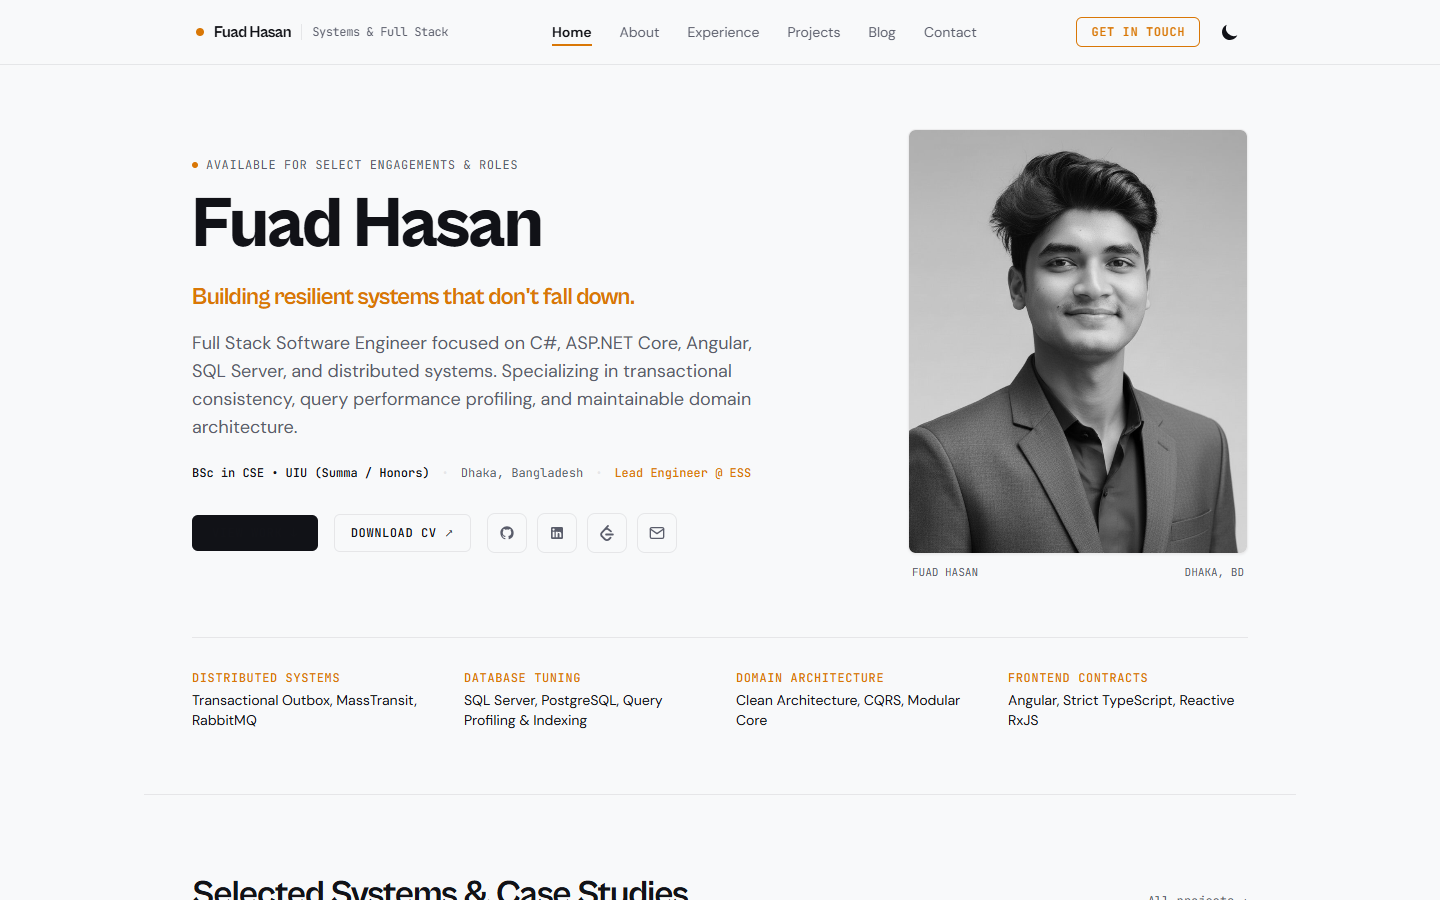 Fuad Hasan
Systems & Full Stack
Home
About
Experience
Projects
Blog
Contact
GET IN TOUCH
AVAILABLE FOR SELECT ENGAGEMENTS & ROLES
Fuad Hasan
Building resilient systems that don't fall down.
Full Stack Software Engineer focused on C#, ASP.NET Core, Angular,
SQL Server, and distributed systems. Specializing in transactional
consistency, query performance profiling, and maintainable domain
architecture.
BSc in CSE • UIU (Summa / Honors) · Dhaka, Bangladesh · Lead Engineer @ ESS
DOWNLOAD CV ↗
FUAD HASAN
DHAKA, BD
DISTRIBUTED SYSTEMS
Transactional Outbox, MassTransit,
RabbitMQ
DATABASE TUNING
SQL Server, PostgreSQL, Query
Profiling & Indexing
DOMAIN ARCHITECTURE
Clean Architecture, CQRS, Modular
Core
FRONTEND CONTRACTS
Angular, Strict TypeScript, Reactive
RxJS
Selected Systems & Case Studies
All projects